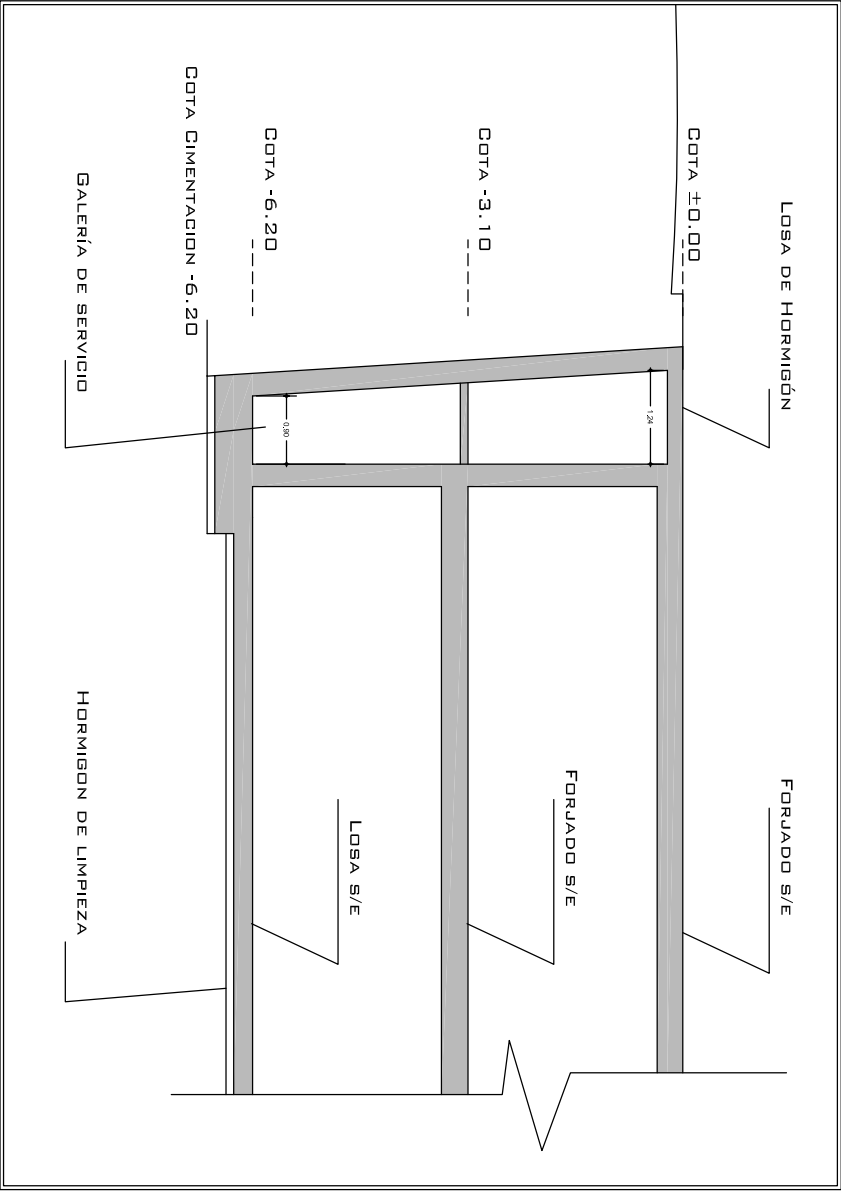 LOSA DE HORMIGÓN
FORJADO S/E
COTA ±0.00
1,24
FORJADO S/E
COTA -3.10
LOSA S/E
COTA -6.20
0,90
COTA CIMENTACION -6.20
GALERÍA DE SERVICIO
HORMIGON DE LIMPIEZA